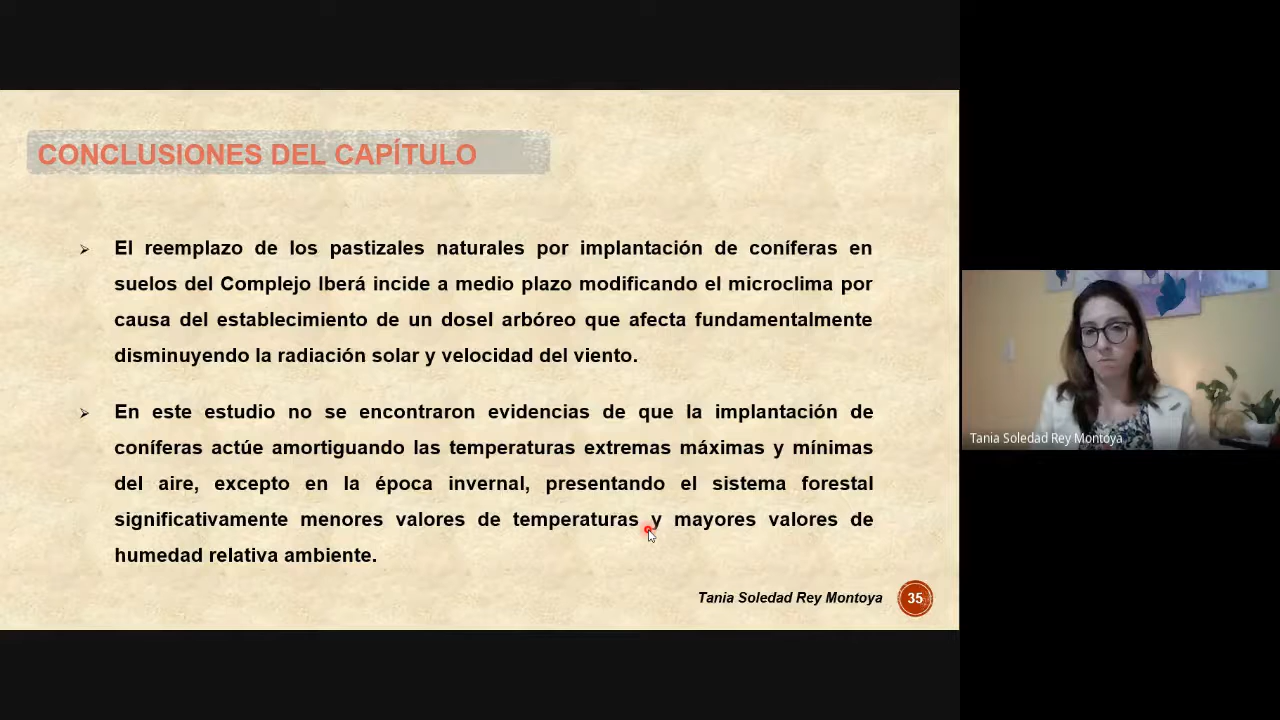 CONCLUSIONES DEL CAPÍTULO
El reemplazo de los pastizales naturales por implantación de coníferas en
suelos del Complejo Iberá incide a medio plazo modificando el microclima por
causa del establecimiento de un dosel arbóreo que afecta fundamentalmente
disminuyendo la radiación solar y velocidad del viento.
En este estudio no se encontraron evidencias de que la implantación de
coníferas actúe amortiguando las temperaturas extremas máximas y mínimas
del aire, excepto en la época invernal, presentando el sistema forestal
significativamente menores valores de temperaturas y mayores valores de
humedad relativa ambiente.
Tania Soledad Rey Montoya
35
Tania Soledad Rey Montoya